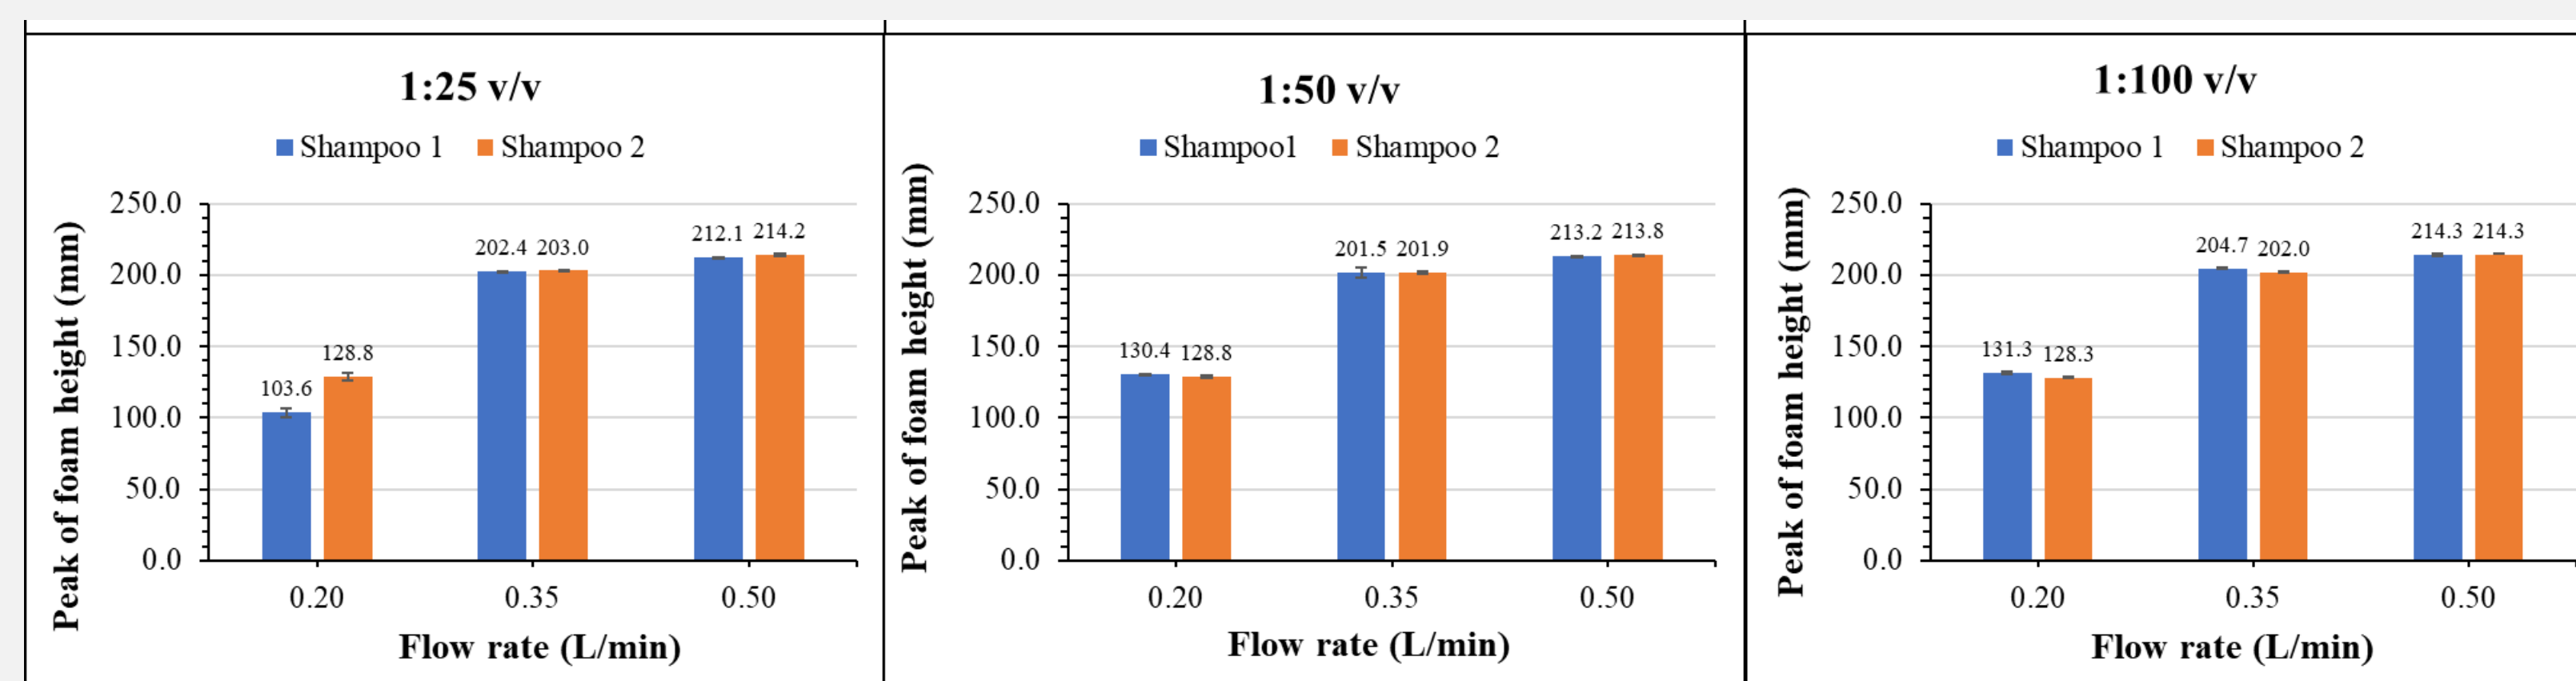 1:25 v/v
Shampoo 1 Shampoo 2
Peak of foam height (mm)
250.0
200.0
150.0
100.0
50.0
0.0
103.6 128.8 202.4 203.0 212.1 214.2
0.20 0.35 0.50
Flow rate (L/min)
1:50 v/v
Shampoo1 Shampoo 2
Peak of foam height (mm)
250.0
200.0
150.0
100.0
50.0
0.0
130.4 128.8 201.5 201.9 213.2 213.8
0.20 0.35 0.50
Flow rate (L/min)
1:100 v/v
Shampoo 1 Shampoo 2
Peak of foam height (mm)
250.0
200.0
150.0
100.0
50.0
0.0
131.3 128.3 204.7 202.0 214.3 214.3
0.20 0.35 0.50
Flow rate (L/min)